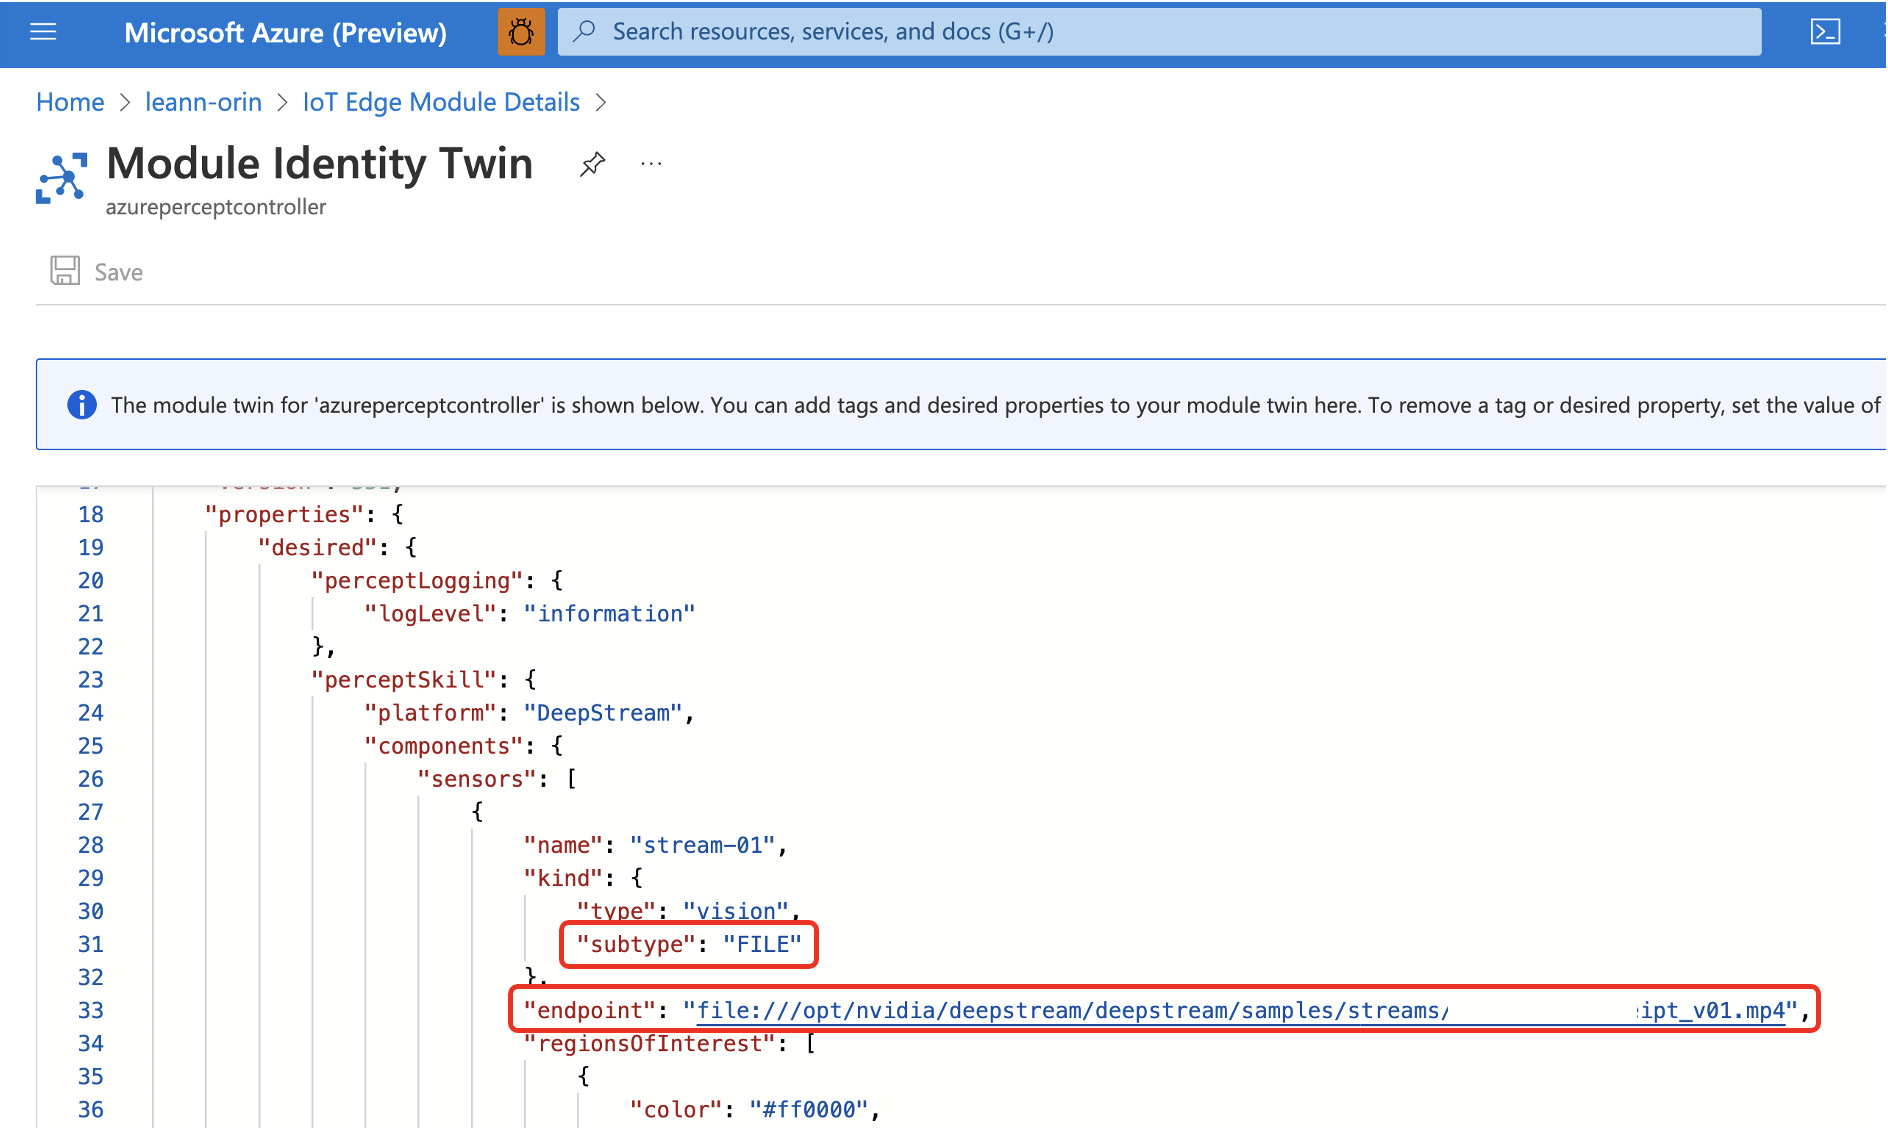 Microsoft Azure (Preview)
Search resources, services, and docs (G+/)
Home > leann-orin > IoT Edge Module Details >
Module Identity Twin
...
azureperceptcontroller
Save
The module twin for 'azureperceptcontroller' is shown below. You can add tags and desired properties to your module twin here. To remove a tag or desired property, set the value of
18 "properties": {
19 "desired": {
20 "perceptLogging": {
21 "logLevel": "information"
22 },
23 "perceptSkill": {
24 "platform": "DeepStream",
25 "components": {
26 "sensors": [
27 {
28 "name": "stream-01",
29 "kind": {
30 "type": "vision",
31 "subtype": "FILE"
32 },
33 "endpoint": "file:///opt/nvidia/deepstream/deepstream/samples/streams/ ipt_v01.mp4",
34 "regionsOfInterest": [
35 {
36 "color": "#ff0000",